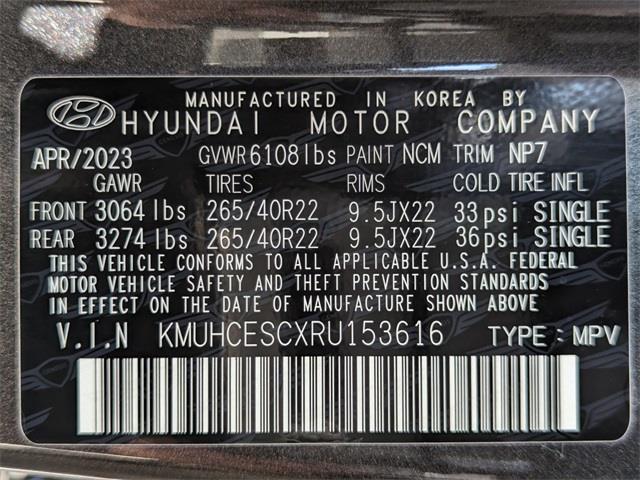 MANUFACTURED IN KOREA BY
HYUNDAI MOTOR COMPANY
APR/2023 GVWR 6108 lbs PAINT NCM TRIM NP7
GAWR TIRES RIMS COLD TIRE INFL
FRONT 3064 lbs 265/40R22 9.5JX22 33 psi SINGLE
REAR 3274 lbs 265/40R22 9.5JX22 36 psi SINGLE
THIS VEHICLE CONFORMS TO ALL APPLICABLE U.S.A. FEDERAL
MOTOR VEHICLE SAFETY AND THEFT PREVENTION STANDARDS
IN EFFECT ON THE DATE OF MANUFACTURE SHOWN ABOVE.
V.I.N KMUHCESCXRU153616 TYPE: MPV